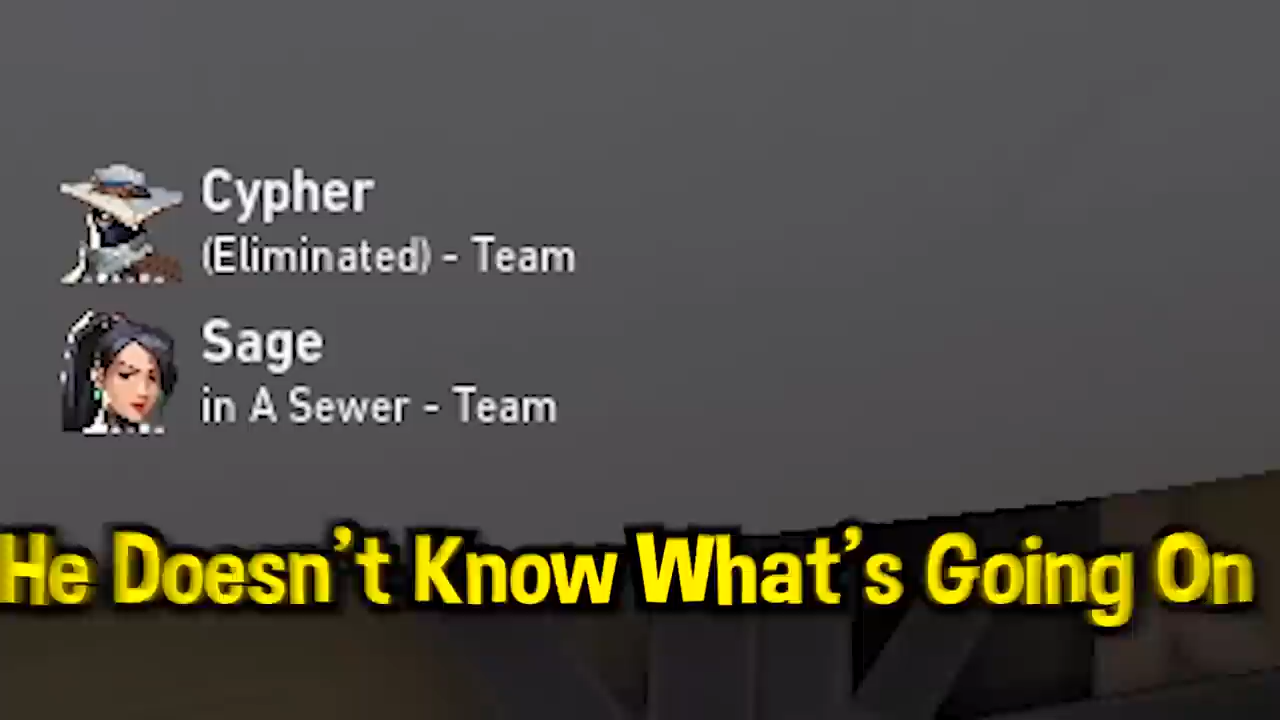 Cypher
(Eliminated) - Team
Sage
in A Sewer - Team
He Doesn't Know What's Going On